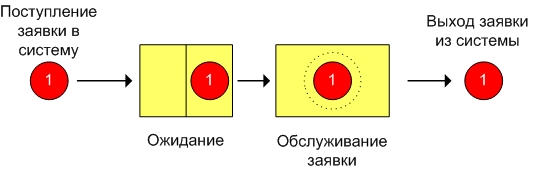 Поступление
заявки в
систему
1
1
Ожидание
1
Обслуживание
заявки
Выход заявки
из системы
1